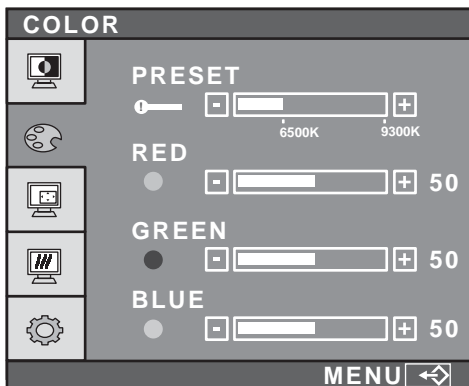 COLOR
PRESET
- +
6500K 9300K
RED
- + 50
GREEN
- + 50
BLUE
- + 50
MENU